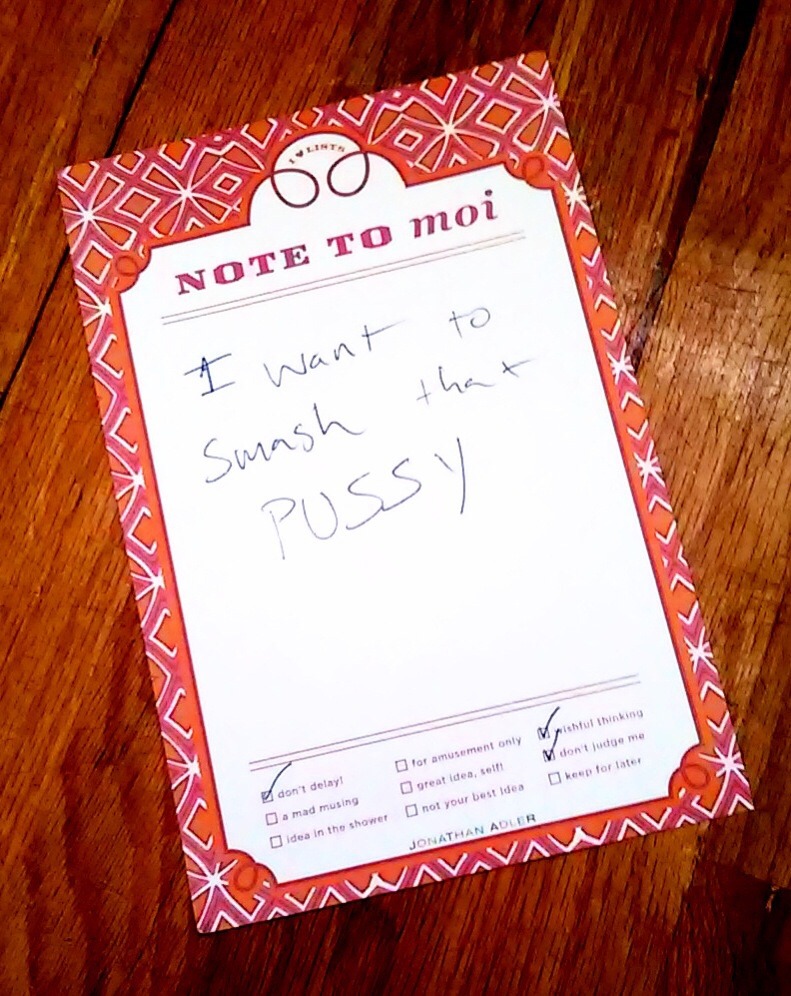 I ♥ LISTS
NOTE TO moi
I want to
smash that
PUSSY
don't delay!
a mad musing
idea in the shower
for amusement only
great idea, self!
not your best idea
wishful thinking
don't judge me
keep for later
JONATHAN ADLER